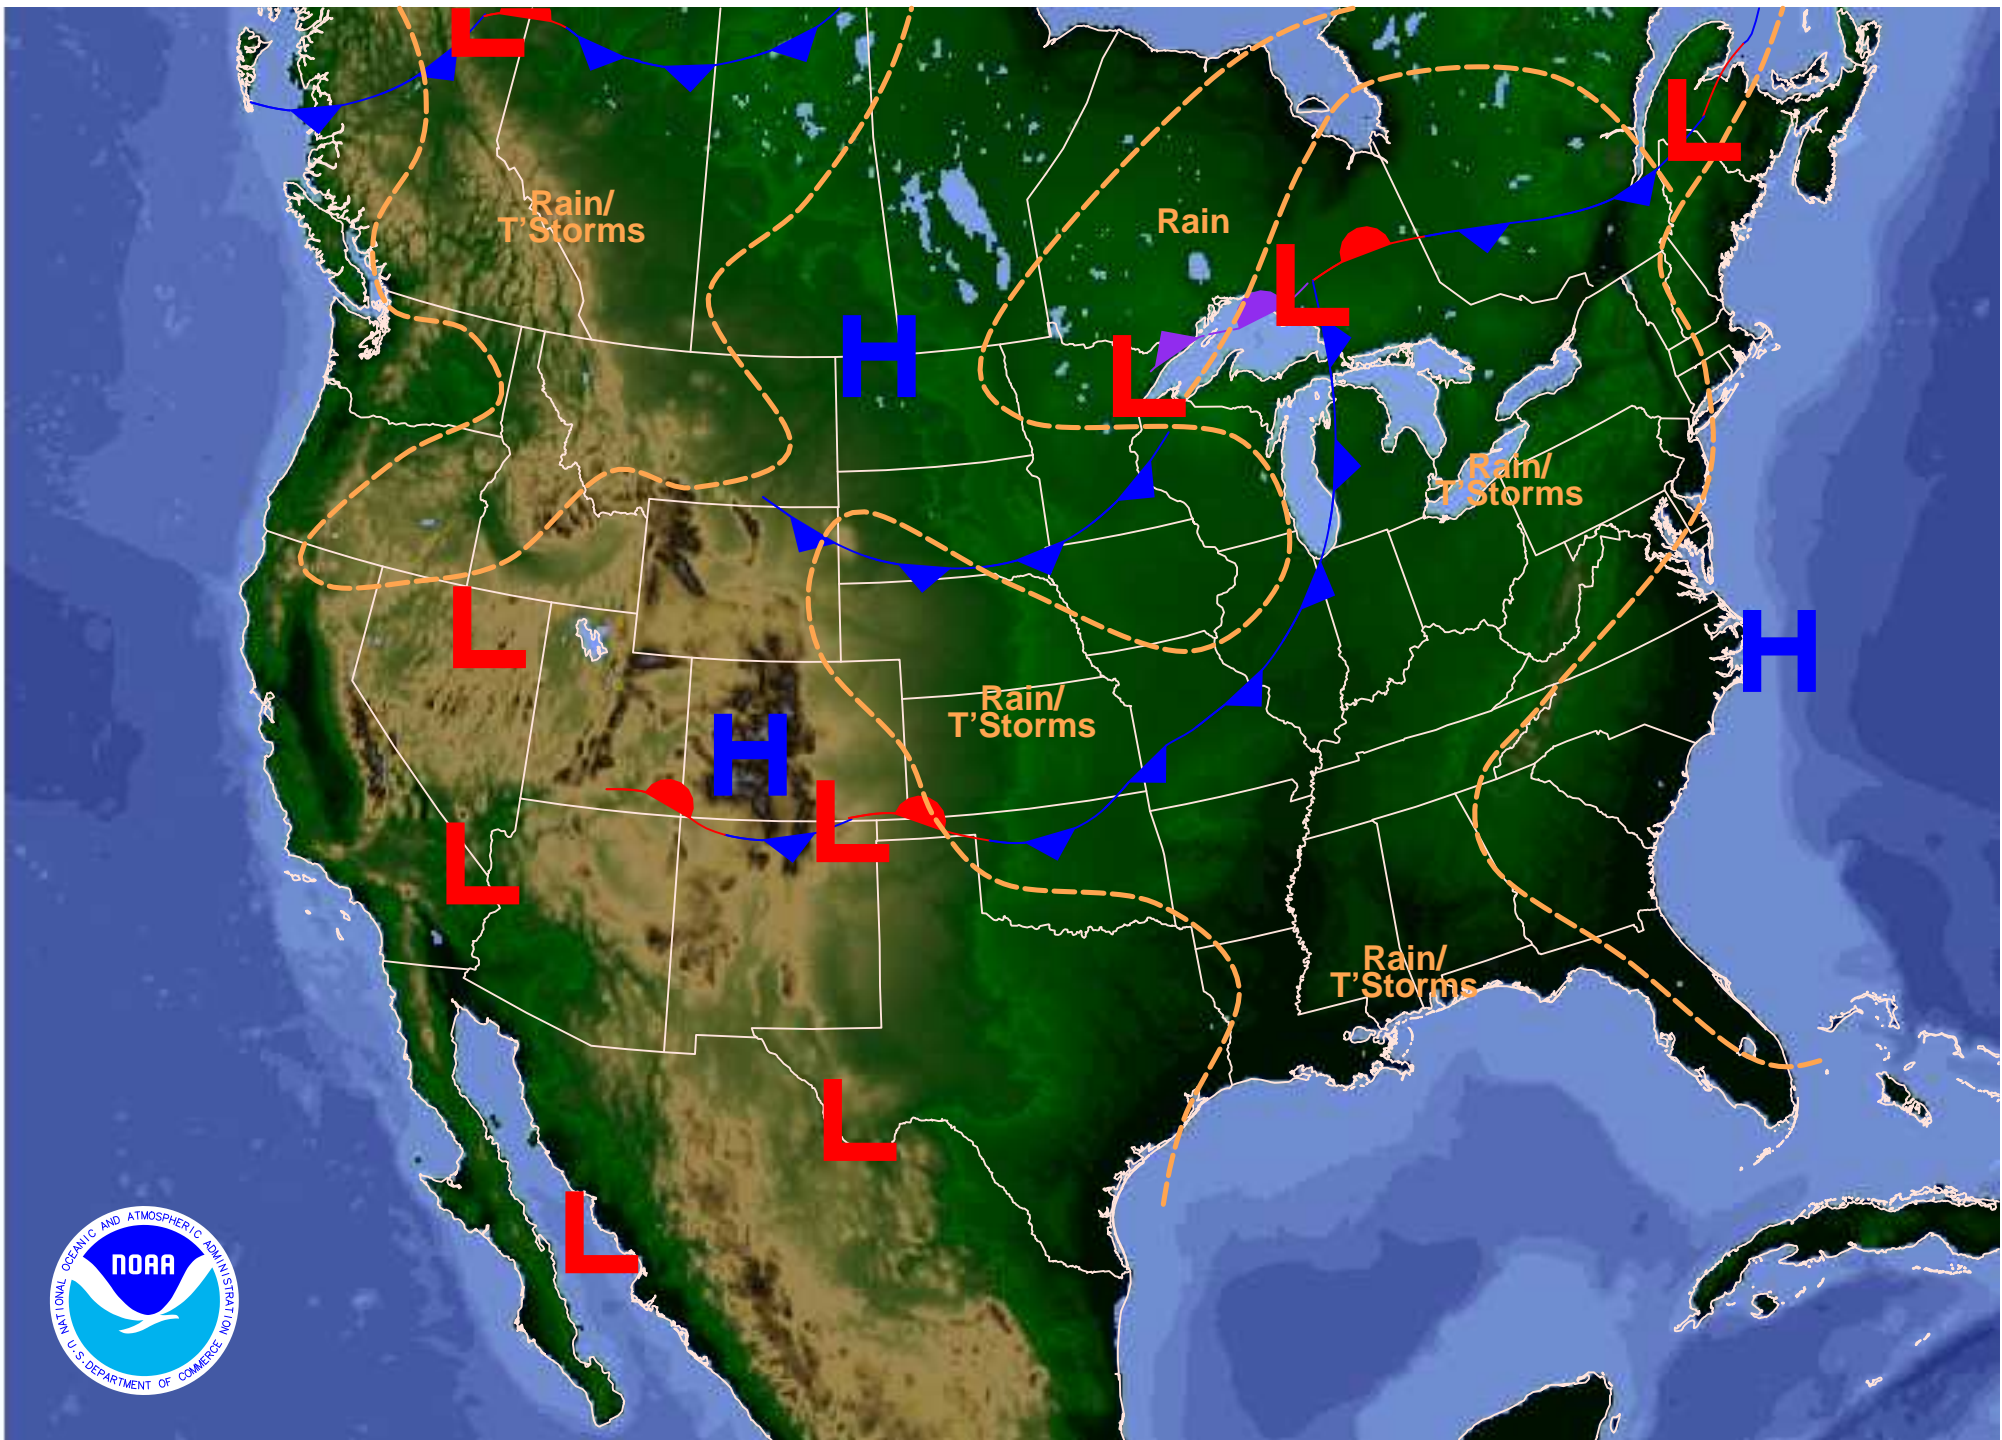 L
L
Rain/
T'Storms
Rain
L
H
L
Rain/
T'Storms
L
H
Rain/
T'Storms
H
L
L
Rain/
T'Storms
L
L
NATIONAL OCEANIC AND ATMOSPHERIC ADMINISTRATION
NOAA
U.S. DEPARTMENT OF COMMERCE